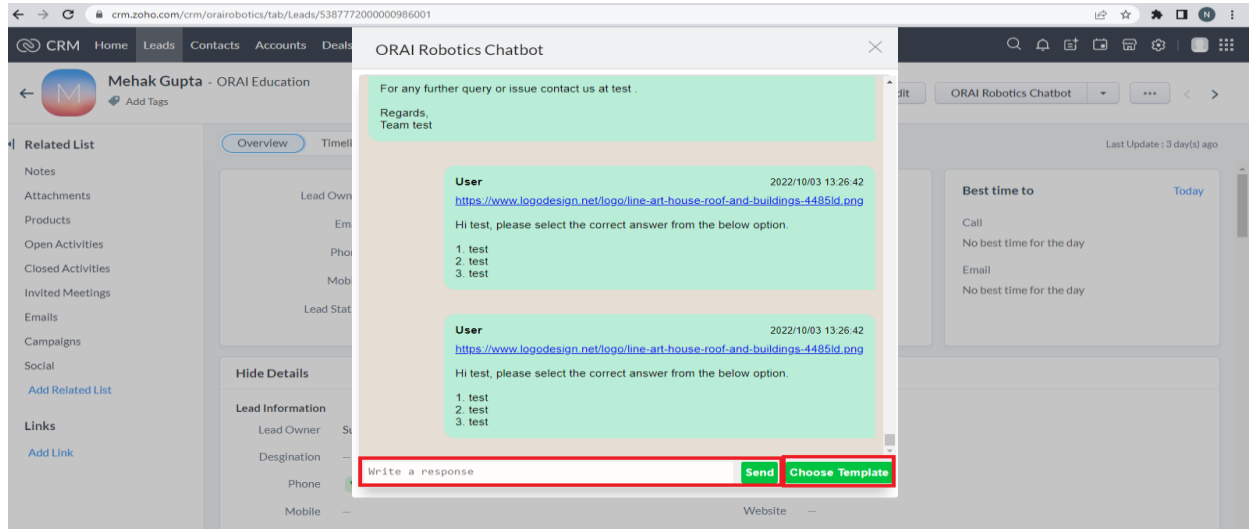 crm.zoho.com/crm/orairobotics/tab/Leads/5387772000000986001
N
CRM Home Leads Contacts Accounts Deals
ORAI Robotics Chatbot
M
Mehak Gupta - ORAI Education
Add Tags
ORAI Robotics Chatbot
Related List
Notes
Attachments
Products
Open Activities
Closed Activities
Invited Meetings
Emails
Campaigns
Social
Add Related List
Links
Add Link
Overview
Last Update : 3 day(s) ago
Best time to Today
Call
No best time for the day
Email
No best time for the day
Hide Details
Lead Information
Lead Owner
Desgination —
Phone
Mobile —
Website —
For any further query or issue contact us at test .
Regards,
Team test
User 2022/10/03 13:26:42
https://www.logodesign.net/logo/line-art-house-roof-and-buildings-4485ld.png
Hi test, please select the correct answer from the below option.
1. test
2. test
3. test
User 2022/10/03 13:26:42
https://www.logodesign.net/logo/line-art-house-roof-and-buildings-4485ld.png
Hi test, please select the correct answer from the below option.
1. test
2. test
3. test
Write a response Send Choose Template